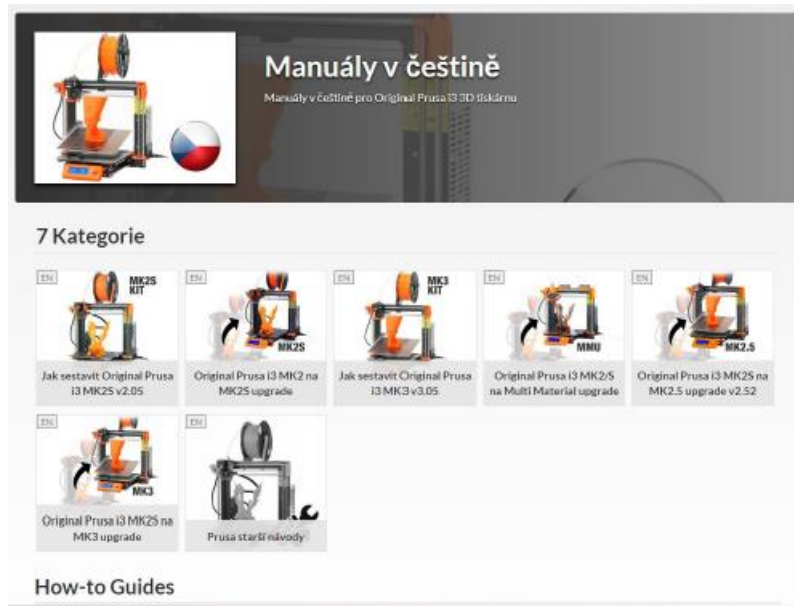 Manuály v češtině
Manuály v češtině pro Original Prusa i3 3D tiskárnu
7 Kategorie
EN
MK2S
KIT
Jak sestavit Original Prusa
i3 MK2S v2.05
EN
MK2S
Original Prusa i3 MK2 na
MK2S upgrade
EN
MK3
KIT
Jak sestavit Original Prusa
i3 MK3 v3.05
EN
MMU
Original Prusa i3 MK2/S
na Multi Material upgrade
EN
MK2.5
Original Prusa i3 MK2S na
MK2.5 upgrade v2.52
EN
MK3
Original Prusa i3 MK2S na
MK3 upgrade
EN
Prusa starší návody
How-to Guides